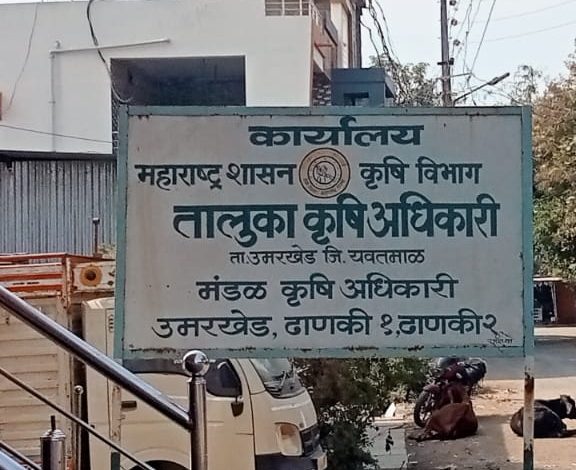 कार्यालय
महाराष्ट्र शासन कृषि विभाग
तालुका कृषि अधिकारी
ता.उमरखेड जि. यवतमाळ
मंडळ कृषि अधिकारी
उमरखेड, ढाणकी १,ढाणकी २